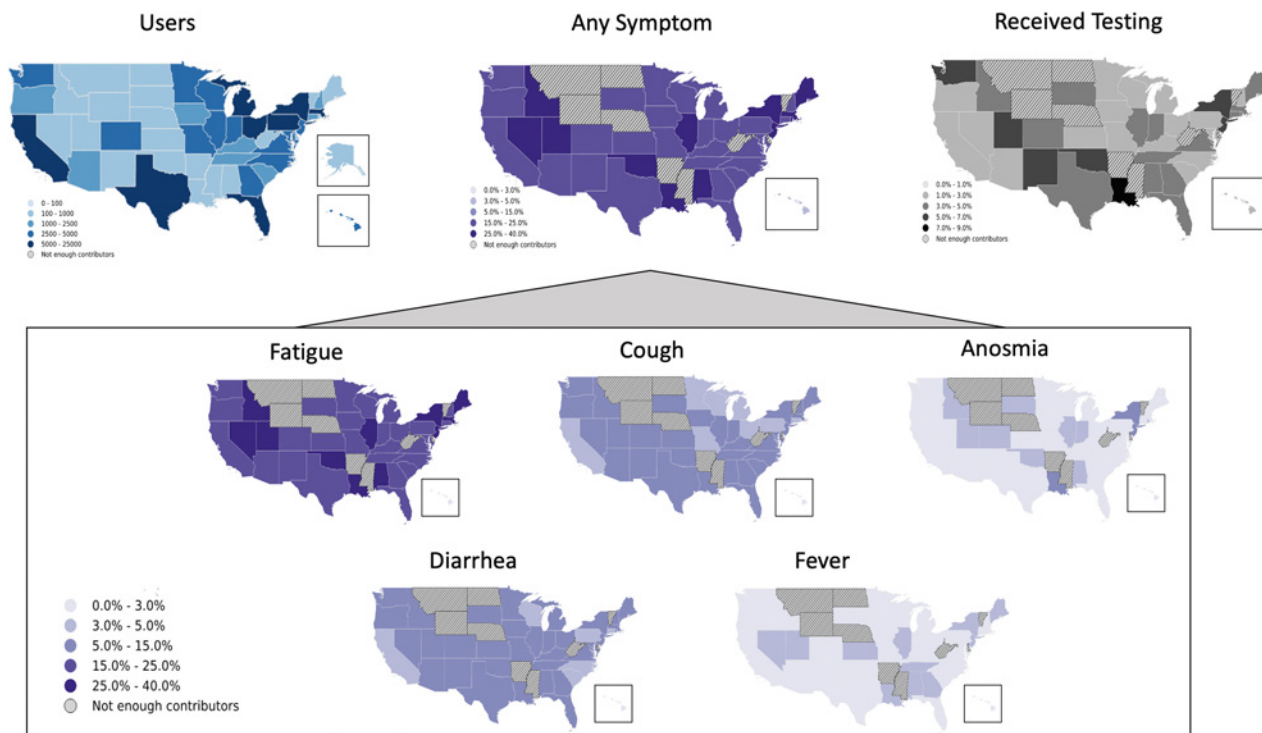 Users
Any Symptom
Received Testing
0 - 100
100 - 1000
1000 - 2500
2500 - 5000
5000 - 25000
Not enough contributors
0.0% - 3.0%
3.0% - 5.0%
5.0% - 15.0%
15.0% - 25.0%
25.0% - 40.0%
Not enough contributors
0.0% - 1.0%
1.0% - 3.0%
3.0% - 5.0%
5.0% - 7.0%
7.0% - 9.0%
Not enough contributors
Fatigue
Cough
Anosmia
Diarrhea
Fever
0.0% - 3.0%
3.0% - 5.0%
5.0% - 15.0%
15.0% - 25.0%
25.0% - 40.0%
Not enough contributors